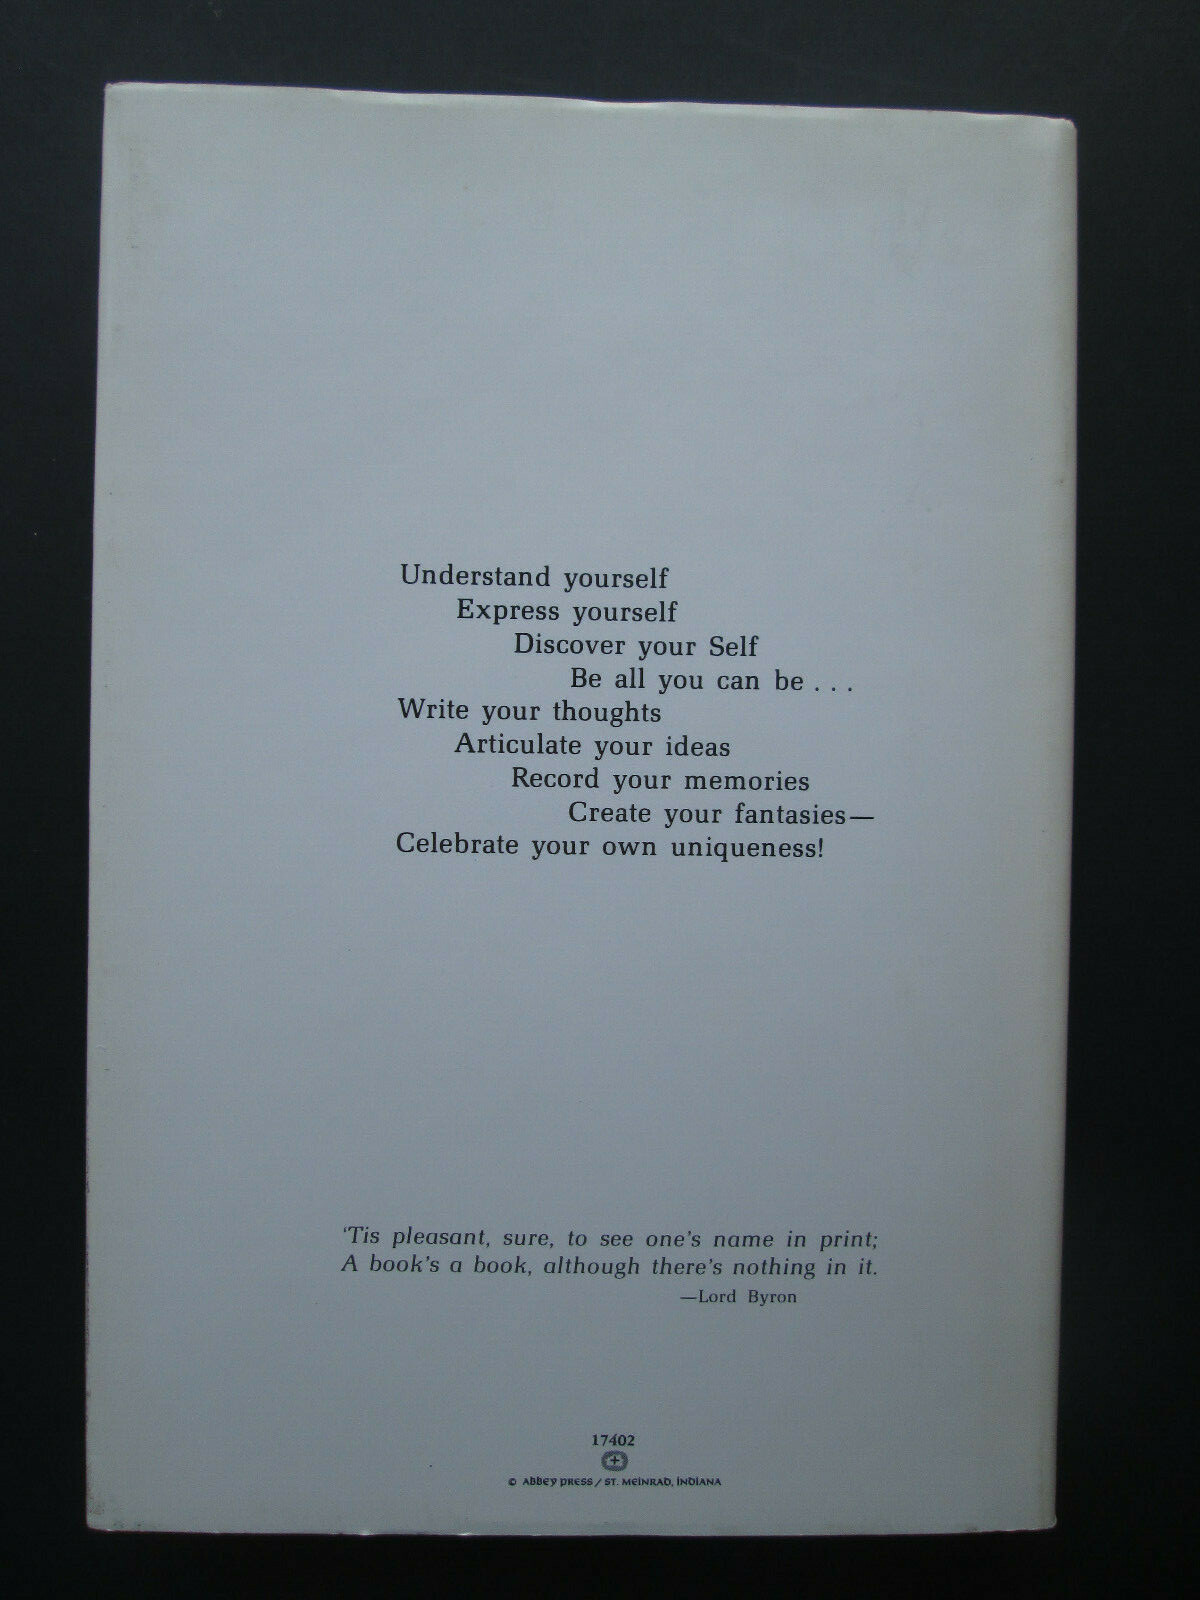 Understand yourself
Express yourself
Discover your Self
Be all you can be . . .
Write your thoughts
Articulate your ideas
Record your memories
Create your fantasies—
Celebrate your own uniqueness!
'Tis pleasant, sure, to see one's name in print;
A book's a book, although there's nothing in it.
—Lord Byron
17402
© ABBEY PRESS / ST. MEINRAD, INDIANA